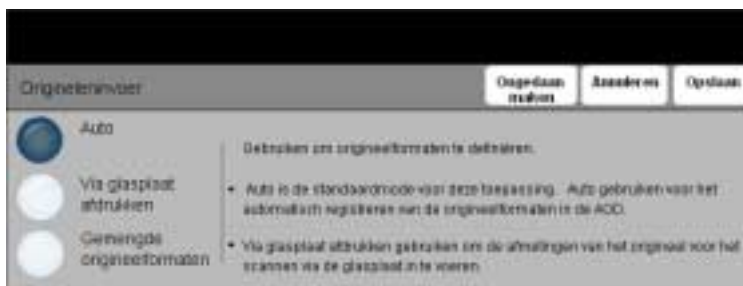 Origineleninvoer
Ongedaan maken
Annuleren
Opslaan
Auto
Gebruiken om origineelformaten te definiëren.
Via glasplaat afdrukken
• Auto is de standaardmode voor deze toepassing. Auto gebruiken voor het
automatisch registreren van de origineelformaten in de AOD.
Gemengde origineelformaten
• Via glasplaat afdrukken gebruiken om de afmetingen van het origineel voor het
scannen via de glasplaat in te voeren.